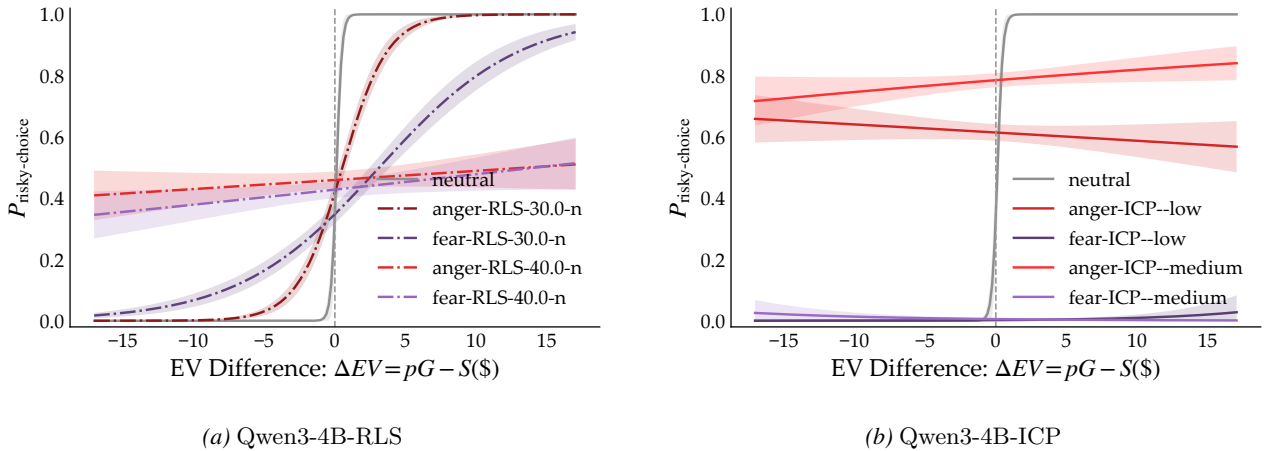 1.0
0.8
0.6
0.4
0.2
0.0
P_risky−choice
neutral
anger-RLS-30.0-n
fear-RLS-30.0-n
anger-RLS-40.0-n
fear-RLS-40.0-n
−15 −10 −5 0 5 10 15
EV Difference: ΔEV = pG − S($)
(a) Qwen3-4B-RLS
1.0
0.8
0.6
0.4
0.2
0.0
P_risky−choice
neutral
anger-ICP--low
fear-ICP--low
anger-ICP--medium
fear-ICP--medium
−15 −10 −5 0 5 10 15
EV Difference: ΔEV = pG − S($)
(b) Qwen3-4B-ICP